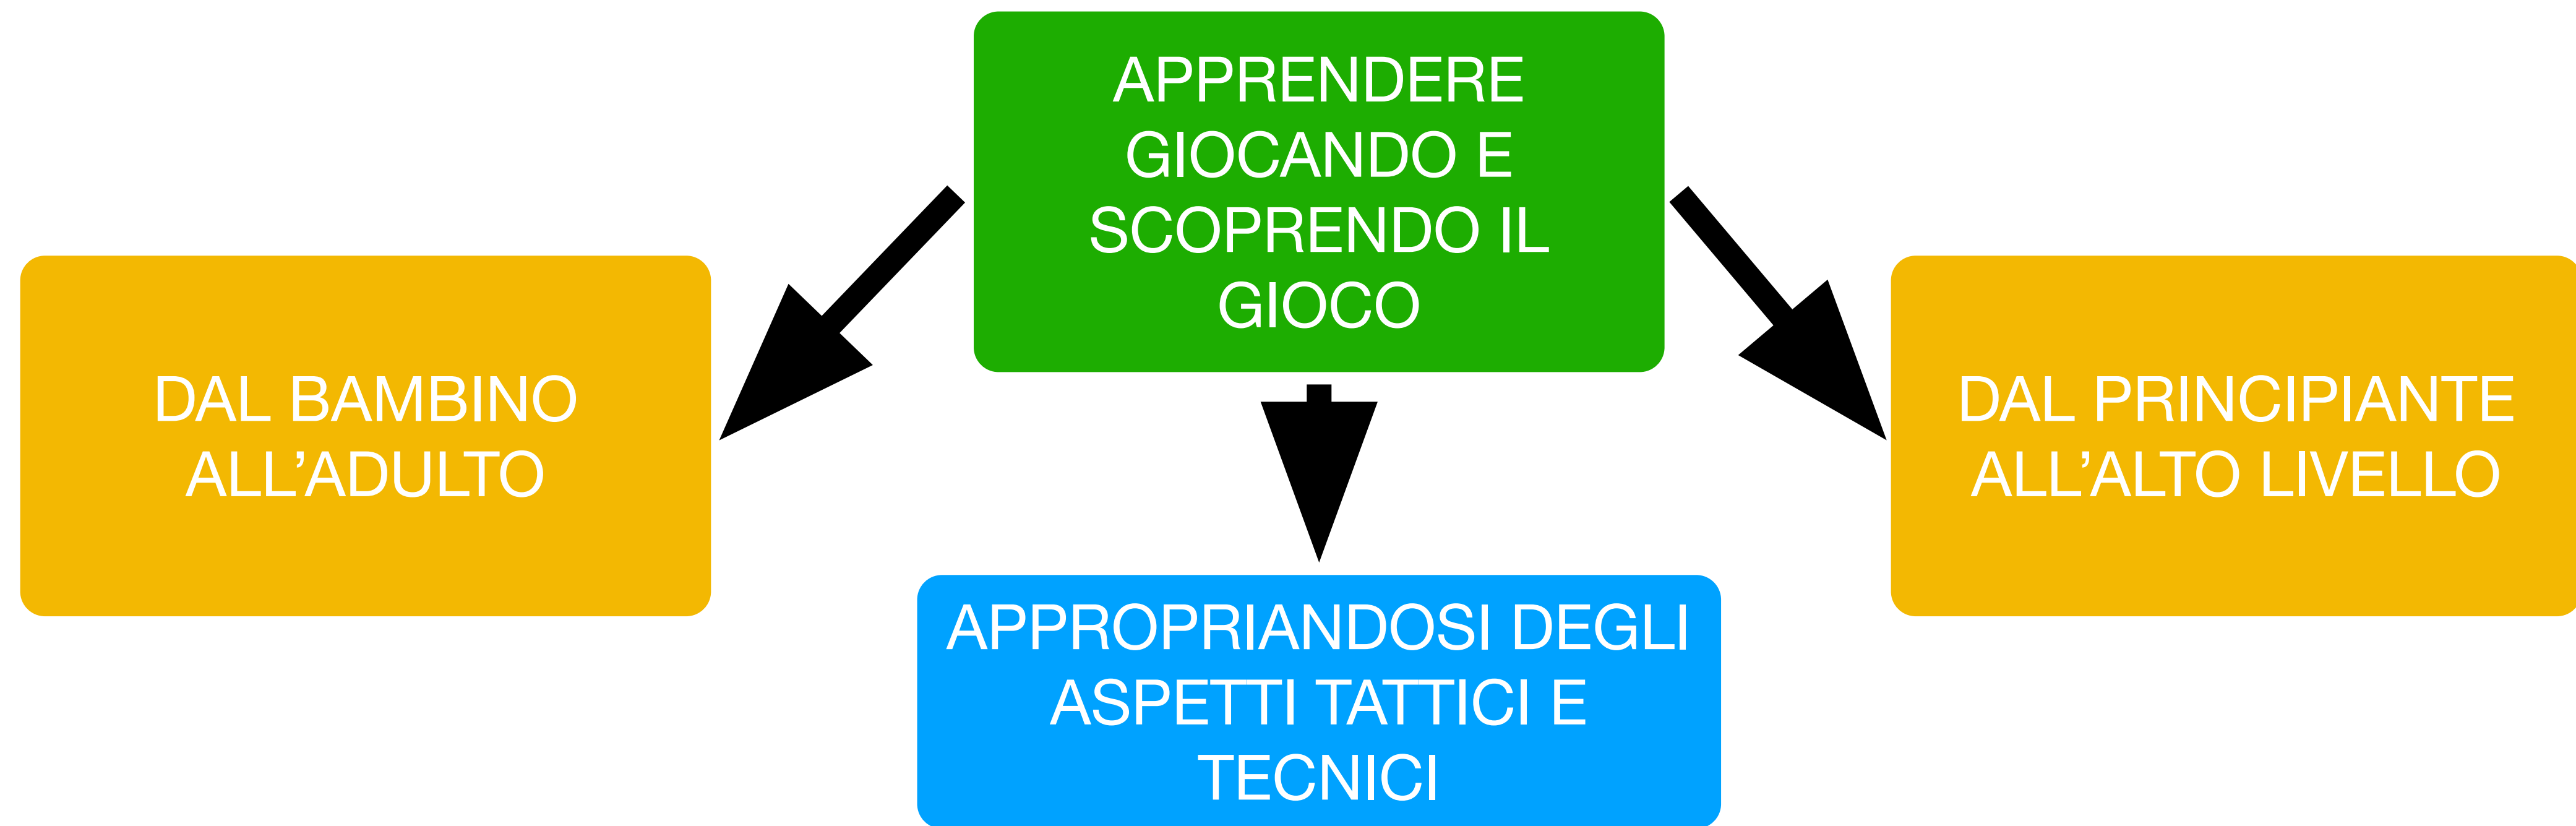 APPRENDERE
GIOCANDO E
SCOPRENDO IL
GIOCO
DAL BAMBINO
ALL’ADULTO
DAL PRINCIPIANTE
ALL’ALTO LIVELLO
APPROPRIANDOSI DEGLI
ASPETTI TATTICI E
TECNICI